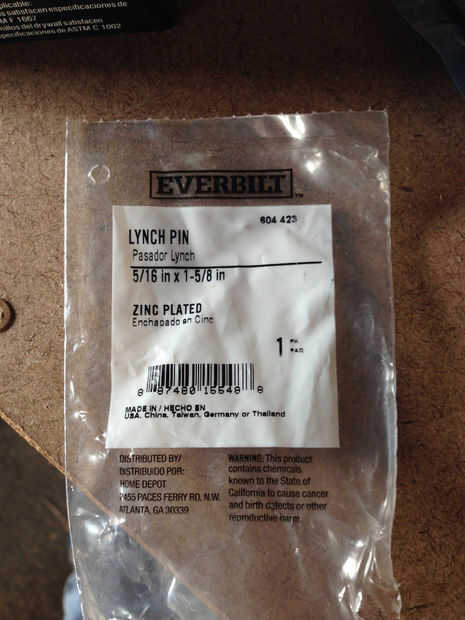 plicable:
s satisfacen especificaciones de
M F 1667
nillos del drywall satisfacen
specificaciones de ASTM C 1002
EVERBILT™
604 423
LYNCH PIN
Pasador Lynch
5/16 in x 1-5/8 in
ZINC PLATED
Enchapado en Cinc
1
8 87480 15548 8
MADE IN / HECHO EN
USA, China, Taiwan, Germany or Thailand
DISTRIBUTED BY/
DISTRIBUIDO POR:
HOME DEPOT
2455 PACES FERRY RD. N.W.
ATLANTA, GA 30339
WARNING: This product
contains chemicals
known to the State of
California to cause cancer
and birth defects or other
reproductive harm.